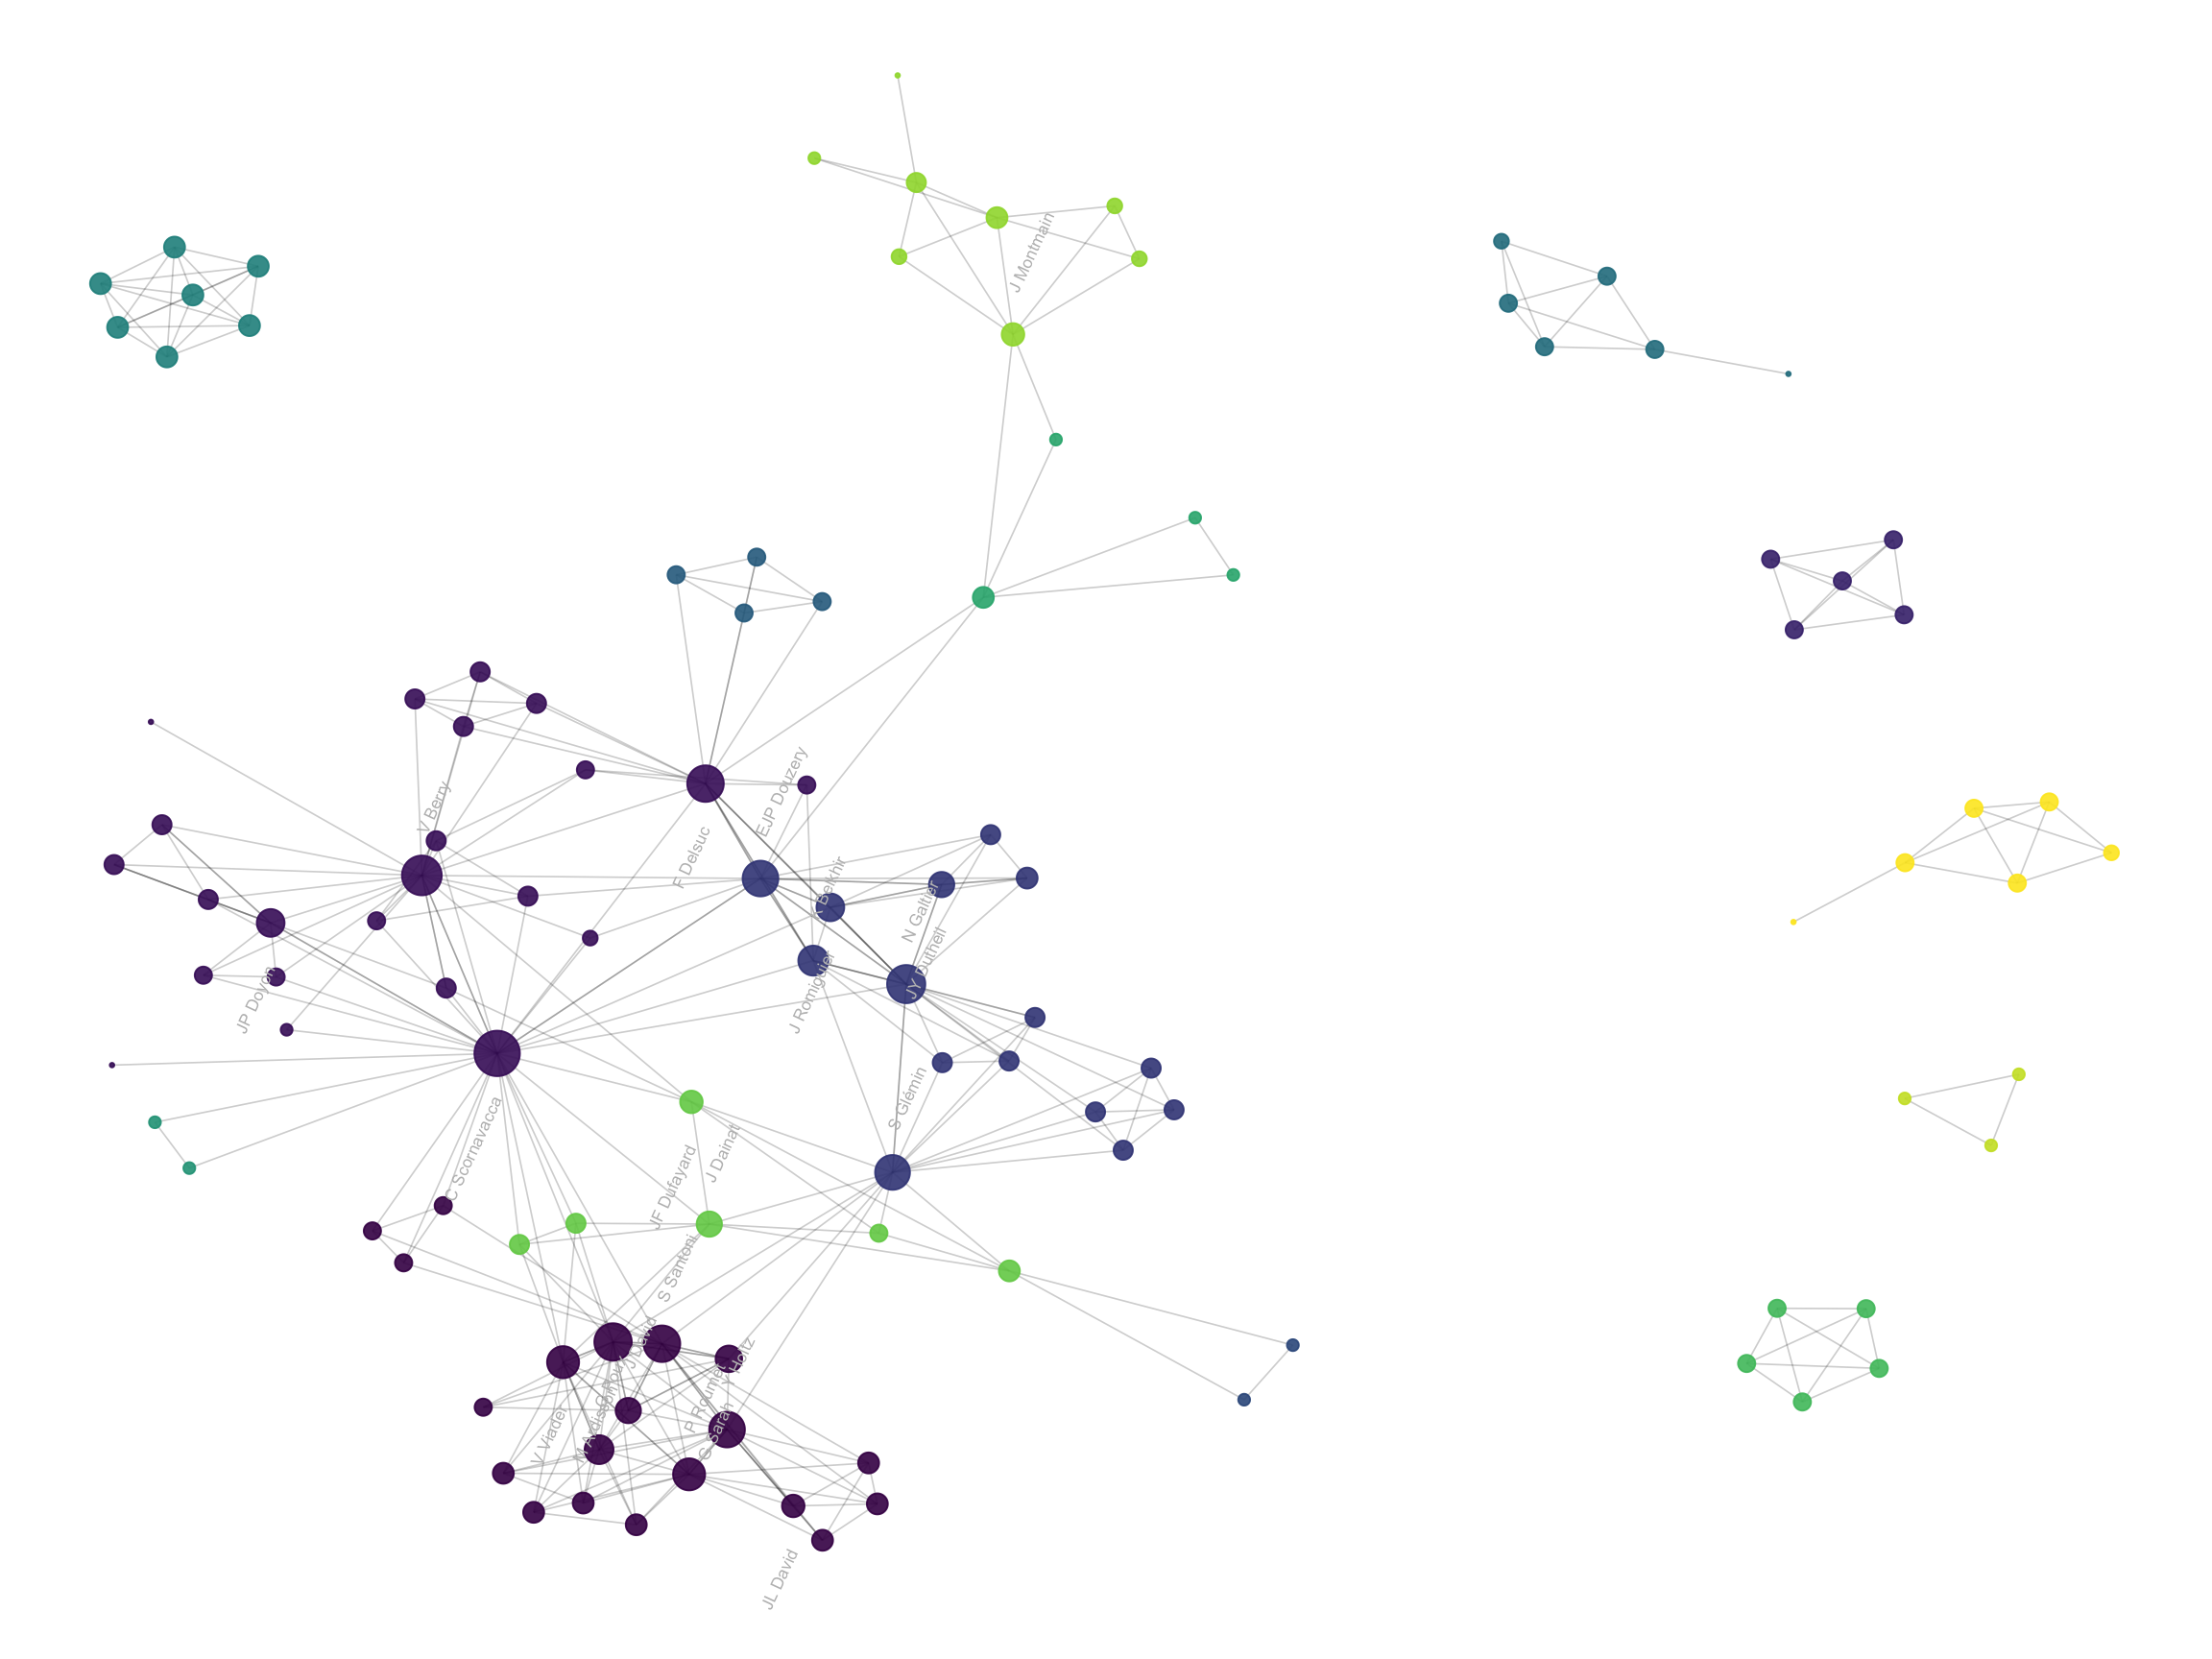 J Montmain
EJP Douzery
V Berry
F Delsuc
K Belkhir
N Galtier
JY Dutheil
J Romiguier
JP Doyon
S Glémin
C Scornavacca
J Dainat
JF Dufayard
S Santoni
J David
Y Holtz
P Roumet
M Ardisson
G Sarah
V Viader
JL David